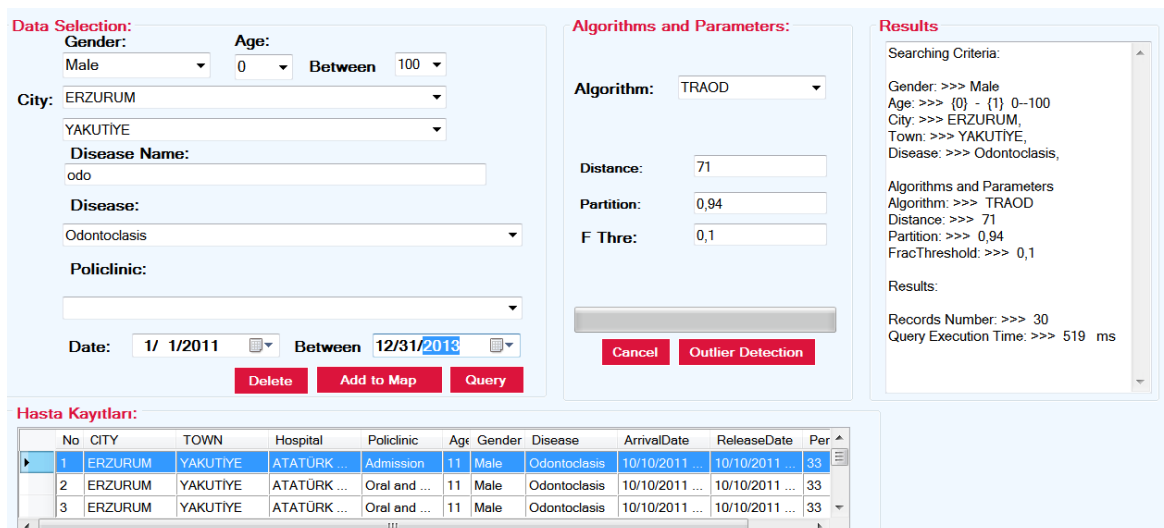 Data Selection:
Gender:
Age:
Male
0
Between
100
City:
ERZURUM
YAKUTİYE
Disease Name:
odo
Disease:
Odontoclasis
Policlinic:
Date:
1/ 1/2011
Between
12/31/2013
Delete
Add to Map
Query
Algorithms and Parameters:
Algorithm:
TRAOD
Distance:
71
Partition:
0,94
F Thre:
0,1
Cancel
Outlier Detection
Results
Searching Criteria:
Gender: >>> Male
Age: >>> {0} - {1} 0--100
City: >>> ERZURUM,
Town: >>> YAKUTİYE,
Disease: >>> Odontoclasis,
Algorithms and Parameters
Algorithm: >>> TRAOD
Distance: >>> 71
Partition: >>> 0,94
FracThreshold: >>> 0,1
Results:
Records Number: >>> 30
Query Execution Time: >>> 519 ms
Hasta Kayıtları:
No CITY TOWN Hospital Policlinic Age Gender Disease ArrivalDate ReleaseDate Per
1 ERZURUM YAKUTİYE ATATÜRK ... Admission 11 Male Odontoclasis 10/10/2011 ... 10/10/2011 ... 33
2 ERZURUM YAKUTİYE ATATÜRK ... Oral and ... 11 Male Odontoclasis 10/10/2011 ... 10/10/2011 ... 33
3 ERZURUM YAKUTİYE ATATÜRK ... Oral and ... 11 Male Odontoclasis 10/10/2011 ... 10/10/2011 ... 33